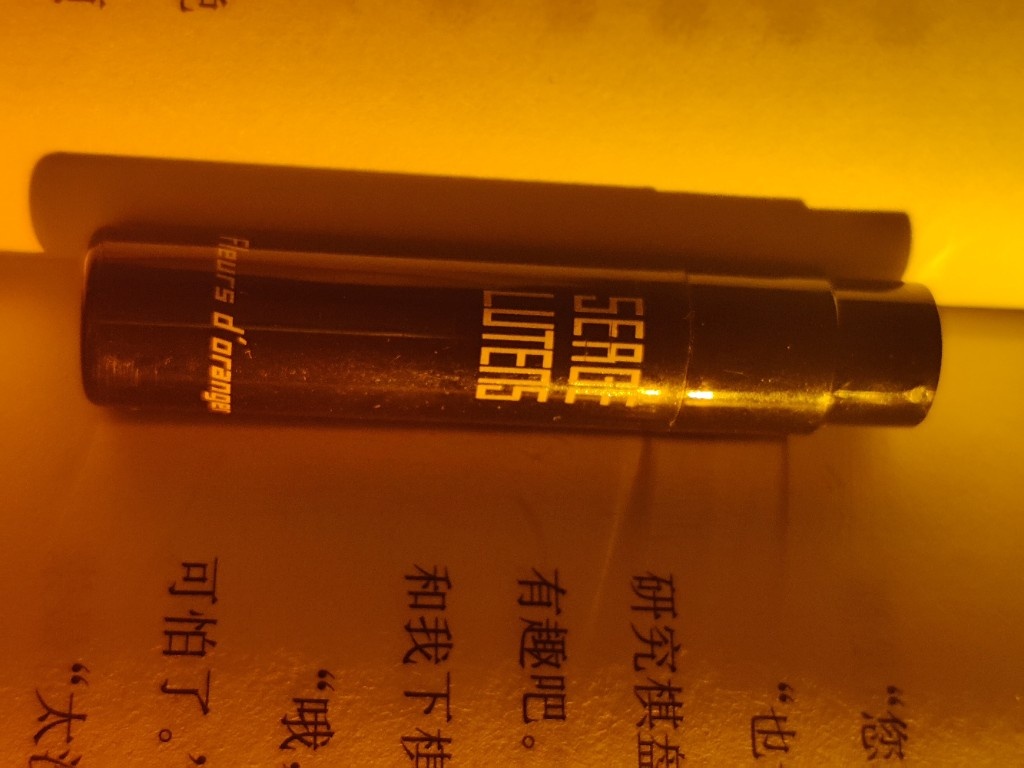 SERGE
LUTENS
Fleurs d'orange
“您
“也
研究棋盘
有趣吧。
和我下棋
“哦
可怕了。”
“太